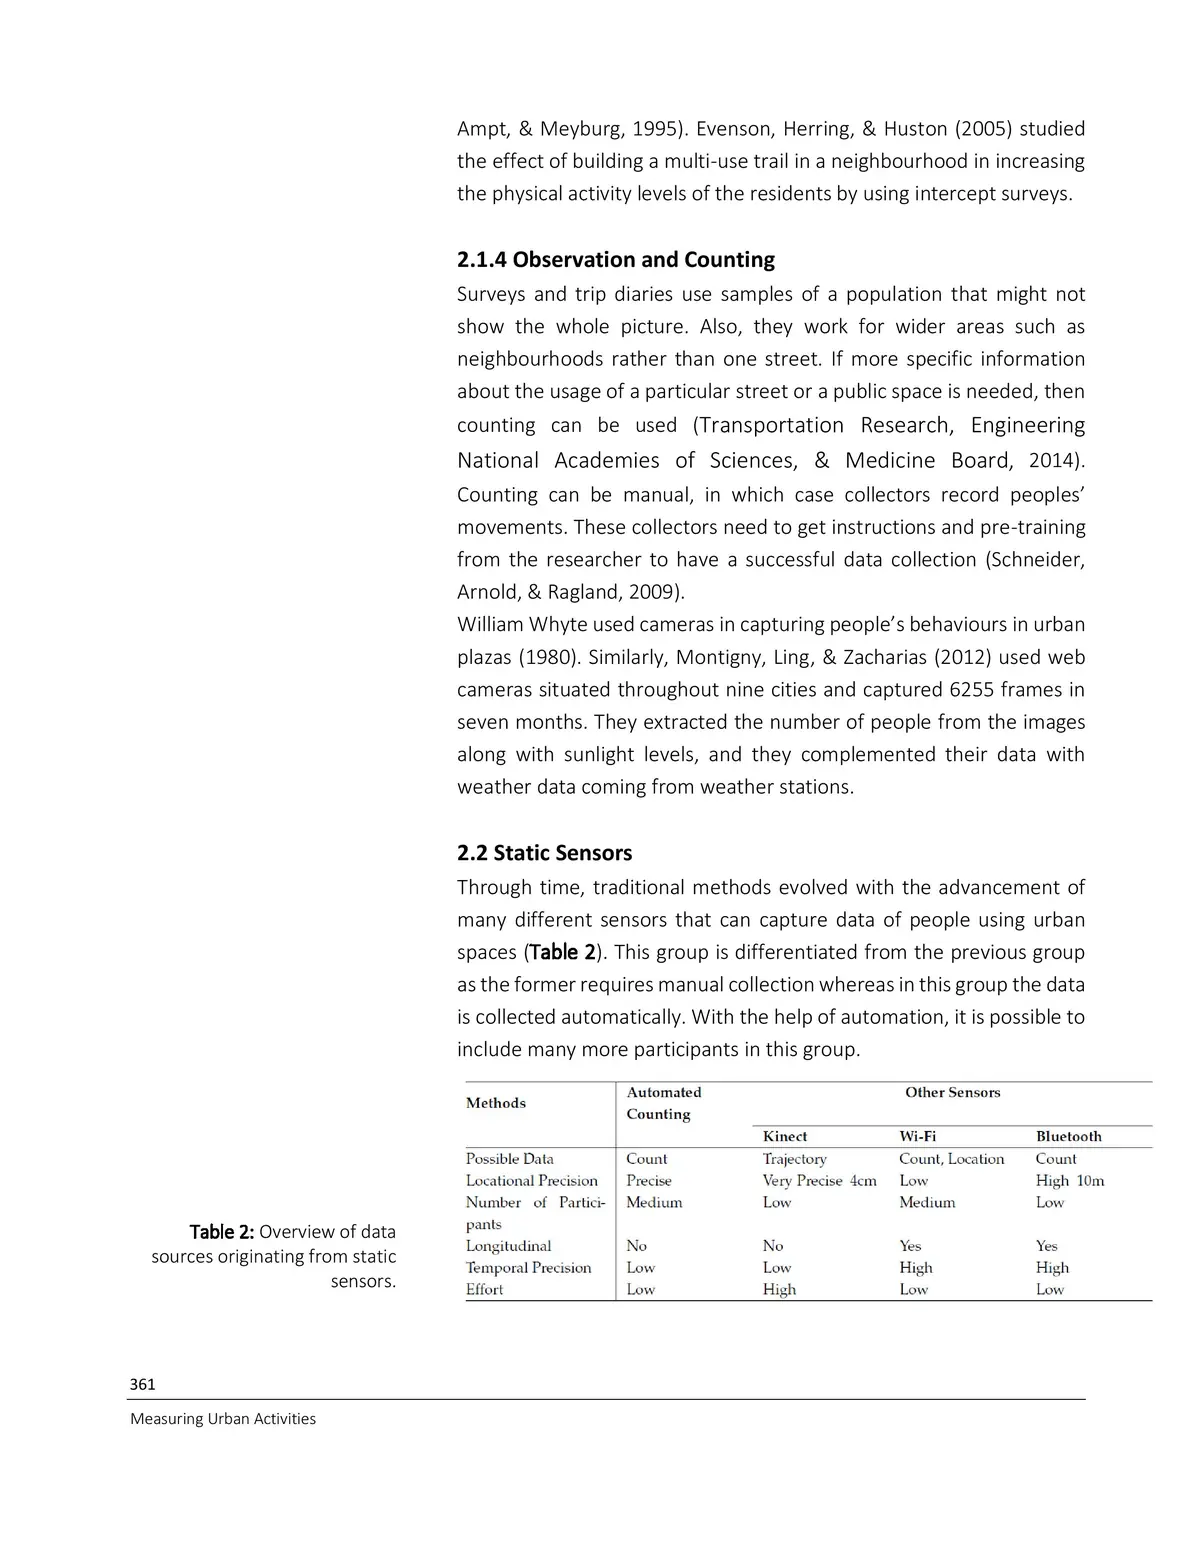 Ampt, & Meyburg, 1995). Evenson, Herring, & Huston (2005) studied
the effect of building a multi-use trail in a neighbourhood in increasing
the physical activity levels of the residents by using intercept surveys.
2.1.4 Observation and Counting
Surveys and trip diaries use samples of a population that might not
show the whole picture. Also, they work for wider areas such as
neighbourhoods rather than one street. If more specific information
about the usage of a particular street or a public space is needed, then
counting can be used (Transportation Research, Engineering
National Academies of Sciences, & Medicine Board, 2014).
Counting can be manual, in which case collectors record peoples’
movements. These collectors need to get instructions and pre-training
from the researcher to have a successful data collection (Schneider,
Arnold, & Ragland, 2009).
William Whyte used cameras in capturing people’s behaviours in urban
plazas (1980). Similarly, Montigny, Ling, & Zacharias (2012) used web
cameras situated throughout nine cities and captured 6255 frames in
seven months. They extracted the number of people from the images
along with sunlight levels, and they complemented their data with
weather data coming from weather stations.
2.2 Static Sensors
Through time, traditional methods evolved with the advancement of
many different sensors that can capture data of people using urban
spaces (Table 2). This group is differentiated from the previous group
as the former requires manual collection whereas in this group the data
is collected automatically. With the help of automation, it is possible to
include many more participants in this group.
Methods Automated Counting Other Sensors
Kinect Wi-Fi Bluetooth
Possible Data Count Trajectory Count, Location Count
Locational Precision Precise Very Precise 4cm Low High 10m
Number of Partici- Medium Low Medium Low
pants
Longitudinal No No Yes Yes
Temporal Precision Low Low High High
Effort Low High Low Low
Table 2: Overview of data
sources originating from static
sensors.
361
Measuring Urban Activities